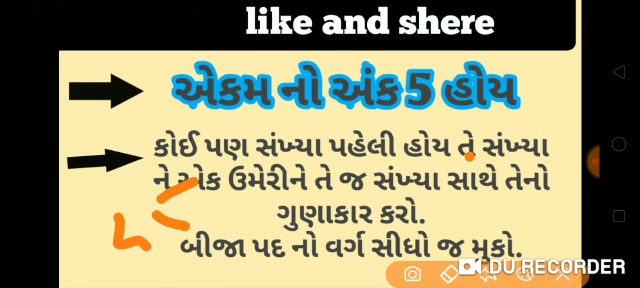 like and shere
એકમ નો અંક 5 હોય
કોઈ પણ સંખ્યા પહેલી હોય તે સંખ્યા
ને એક ઉમેરીને તે જ સંખ્યા સાથે તેનો
ગુણાકાર કરો.
બીજા પદ નો વર્ગ સીધો જ મૂકો.
DU RECORDER